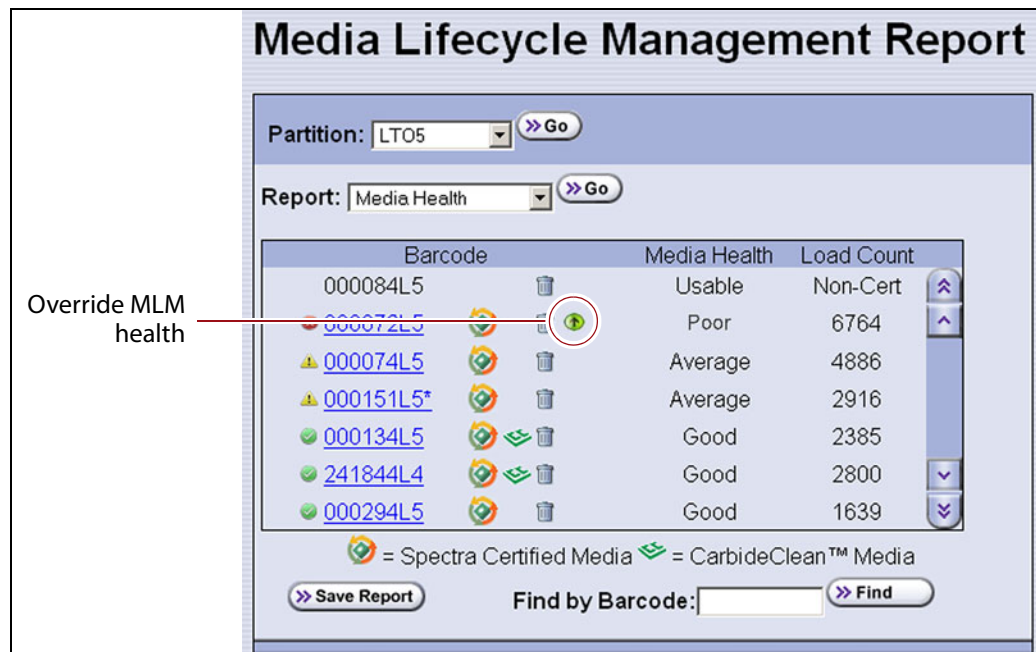 Media Lifecycle Management Report
Partition: LTO5 Go
Report: Media Health Go
Barcode Media Health Load Count
000084L5 Usable Non-Cert
000072L5 Poor 6764
000074L5 Average 4886
000151L5* Average 2916
000134L5 Good 2385
241844L4 Good 2800
000294L5 Good 1639
= Spectra Certified Media = CarbideClean™ Media
Save Report Find by Barcode: Find
Override MLM
health